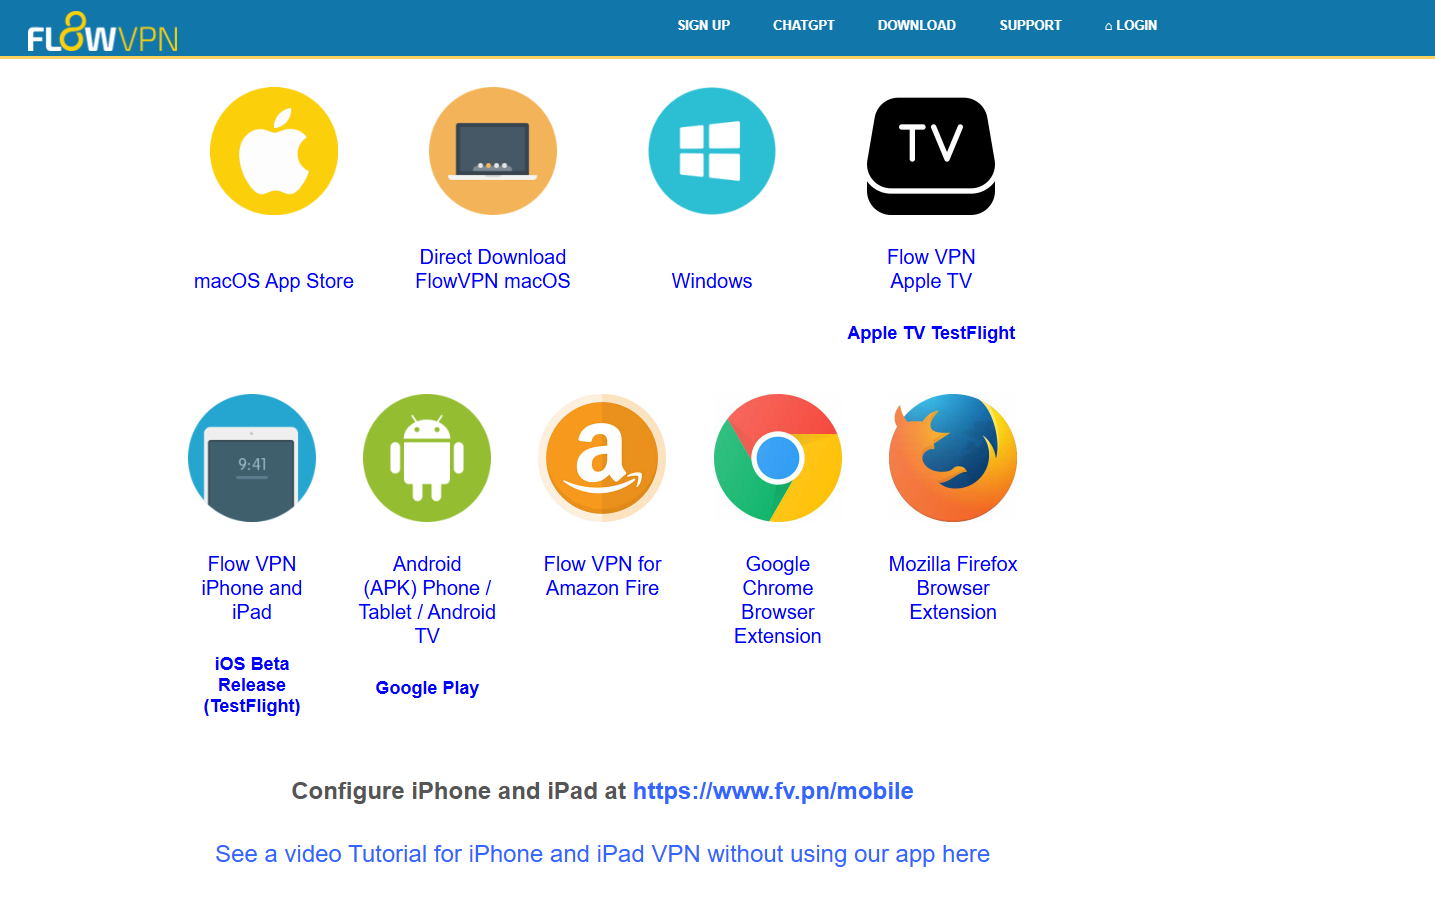 FLOWVPN
SIGN UP
CHATGPT
DOWNLOAD
SUPPORT
⌂ LOGIN
TV
macOS App Store
Direct Download
FlowVPN macOS
Windows
Flow VPN
Apple TV
Apple TV TestFlight
9:41
a
Flow VPN
iPhone and
iPad
iOS Beta
Release
(TestFlight)
Android
(APK) Phone /
Tablet / Android
TV
Google Play
Flow VPN for
Amazon Fire
Google
Chrome
Browser
Extension
Mozilla Firefox
Browser
Extension
Configure iPhone and iPad at https://www.fv.pn/mobile
See a video Tutorial for iPhone and iPad VPN without using our app here